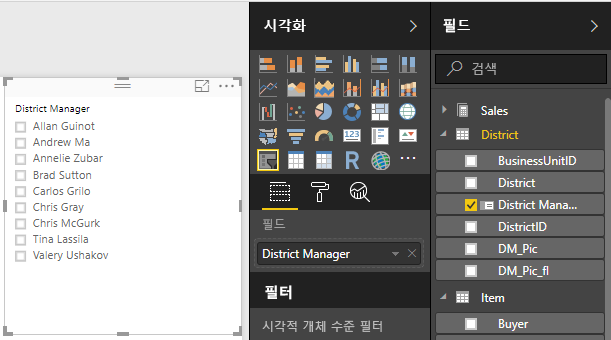 District Manager
Allan Guinot
Andrew Ma
Annelie Zubar
Brad Sutton
Carlos Grilo
Chris Gray
Chris McGurk
Tina Lassila
Valery Ushakov
시각화
123
R
필드
District Manager
필터
시각적 개체 수준 필터
필드
검색
Sales
District
BusinessUnitID
District
District Mana...
DistrictID
DM_Pic
DM_Pic_fl
Item
Buyer